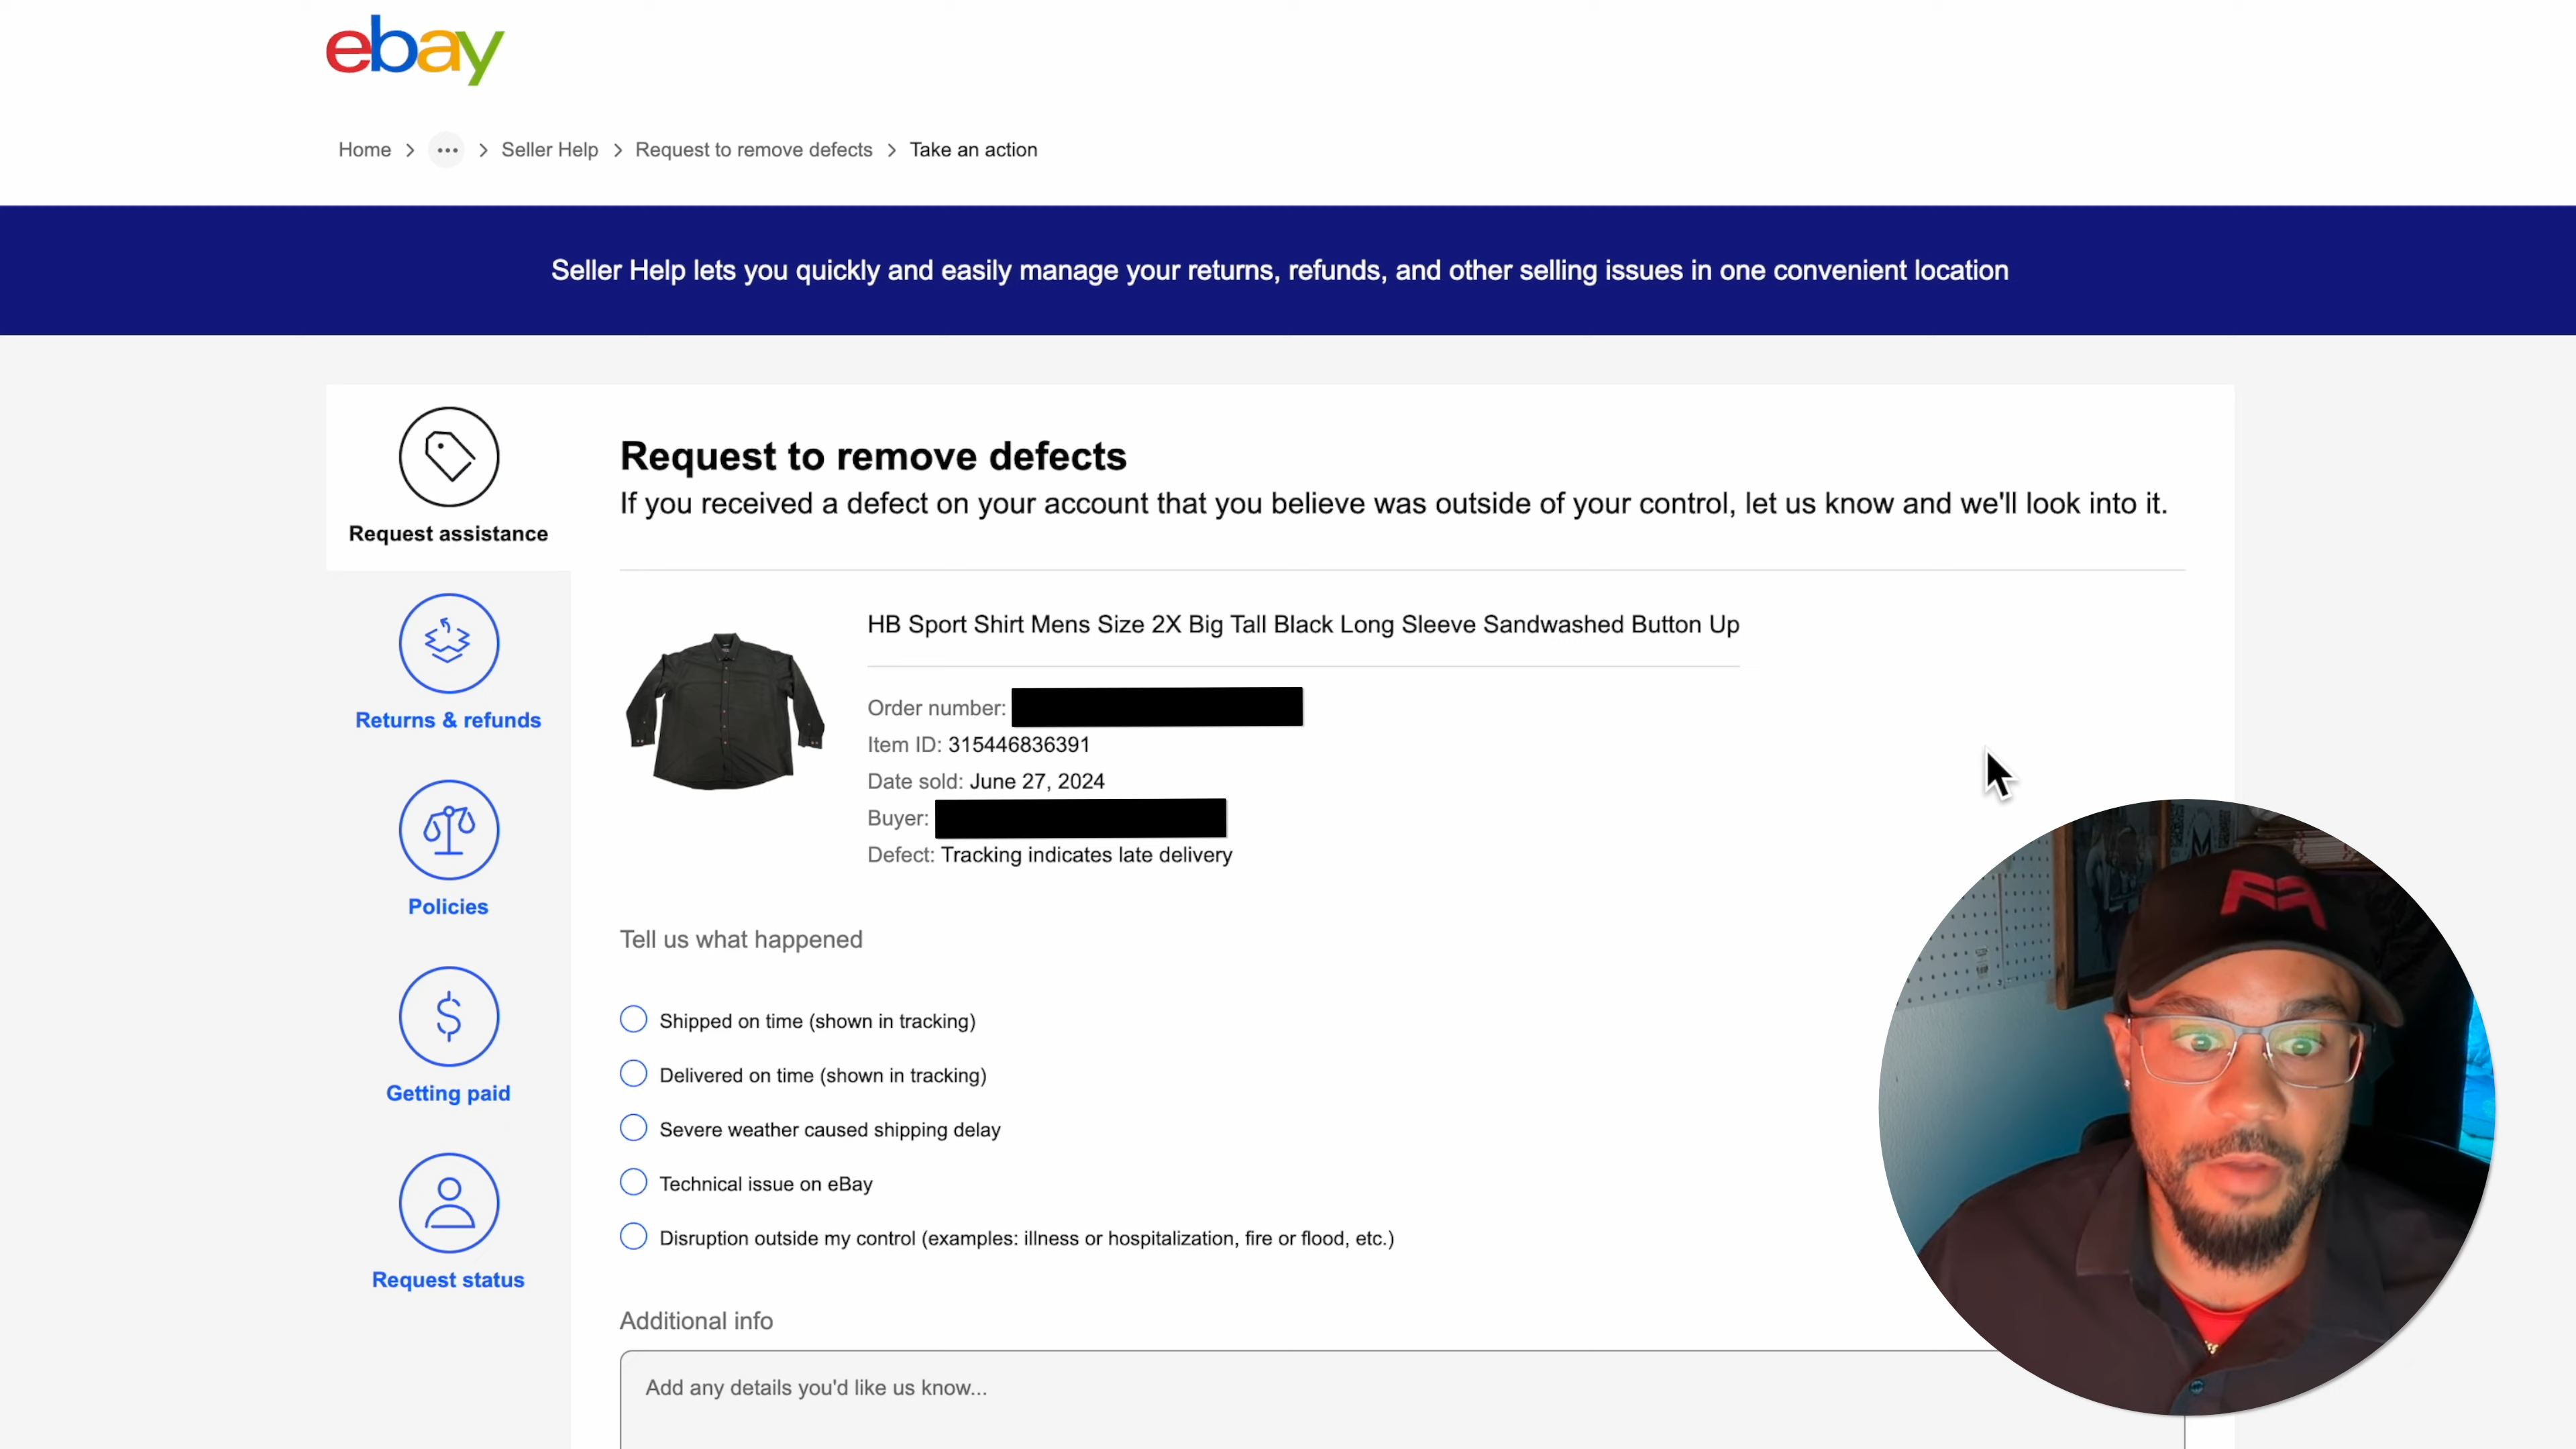 ebay
Home > ... > Seller Help > Request to remove defects > Take an action
Seller Help lets you quickly and easily manage your returns, refunds, and other selling issues in one convenient location
Request assistance
Returns & refunds
Policies
Getting paid
Request status
Request to remove defects
If you received a defect on your account that you believe was outside of your control, let us know and we'll look into it.
HB Sport Shirt Mens Size 2X Big Tall Black Long Sleeve Sandwashed Button Up
Order number:
Item ID: 315446836391
Date sold: June 27, 2024
Buyer:
Defect: Tracking indicates late delivery
Tell us what happened
Shipped on time (shown in tracking)
Delivered on time (shown in tracking)
Severe weather caused shipping delay
Technical issue on eBay
Disruption outside my control (examples: illness or hospitalization, fire or flood, etc.)
Additional info
Add any details you'd like us know...